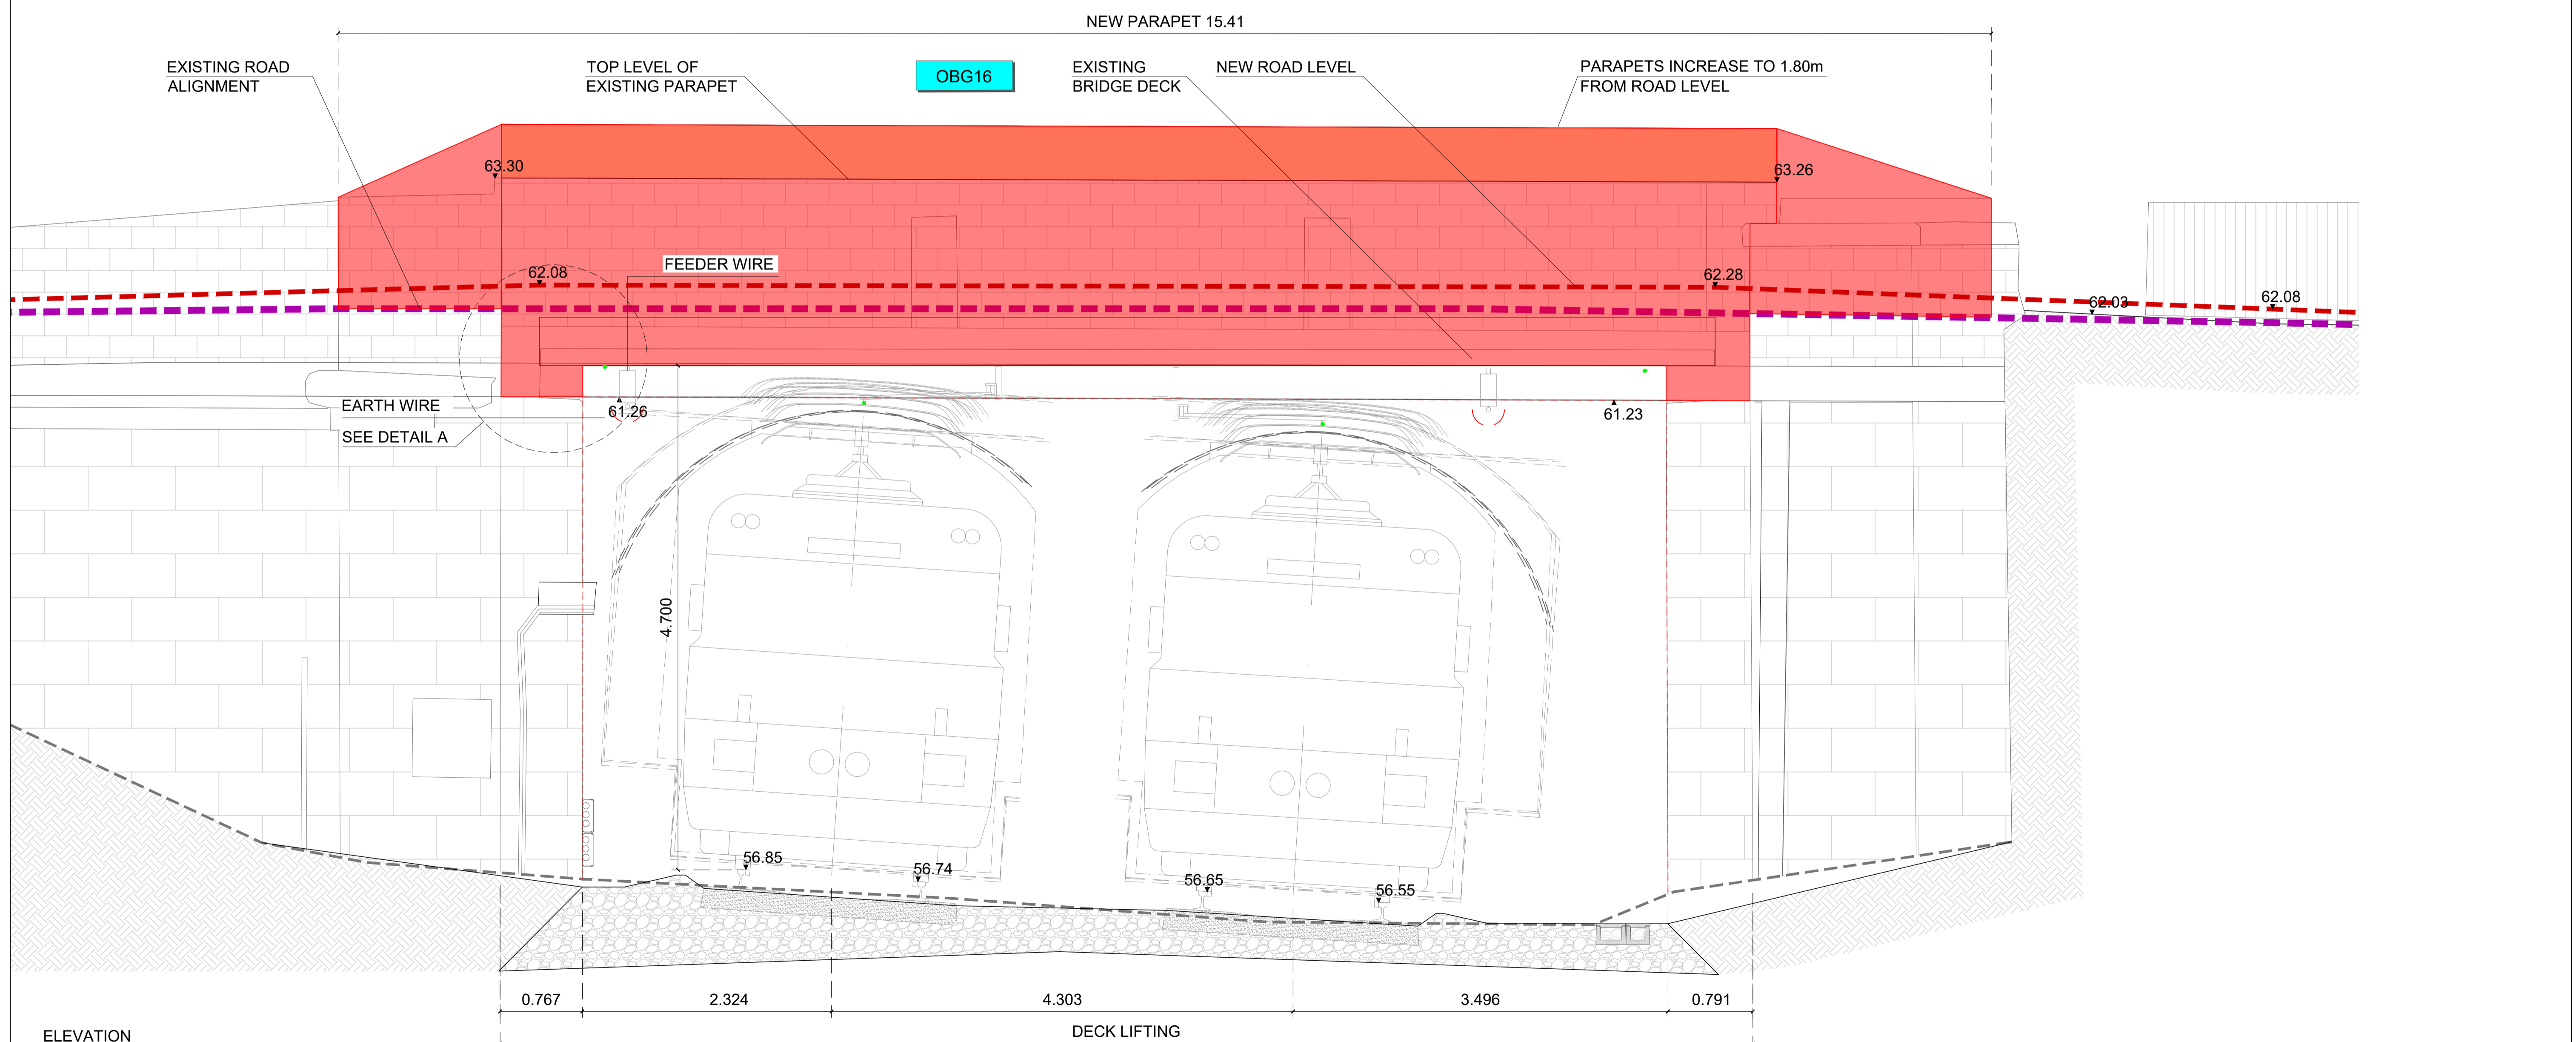 NEW PARAPET 15.41
EXISTING ROAD
ALIGNMENT
TOP LEVEL OF
EXISTING PARAPET
OBG16
EXISTING
BRIDGE DECK
NEW ROAD LEVEL
PARAPETS INCREASE TO 1.80m
FROM ROAD LEVEL
63.30
63.26
FEEDER WIRE
62.08
62.28
62.03
62.08
EARTH WIRE
61.26
61.23
SEE DETAIL A
4.700
56.85
56.74
56.65
56.55
0.767
2.324
4.303
3.496
0.791
DECK LIFTING
ELEVATION